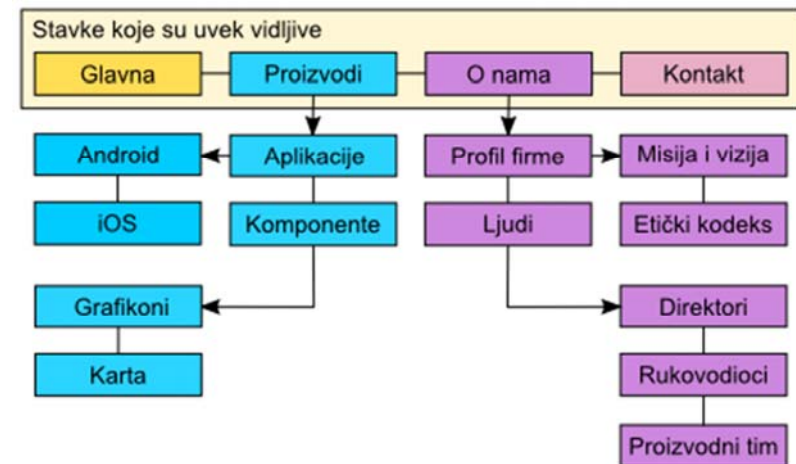 Stavke koje su uvek vidljive
Glavna
Proizvodi
O nama
Kontakt
Android
Aplikacije
Profil firme
Misija i vizija
iOS
Komponente
Ljudi
Etički kodeks
Grafikoni
Direktori
Karta
Rukovodioci
Proizvodni tim